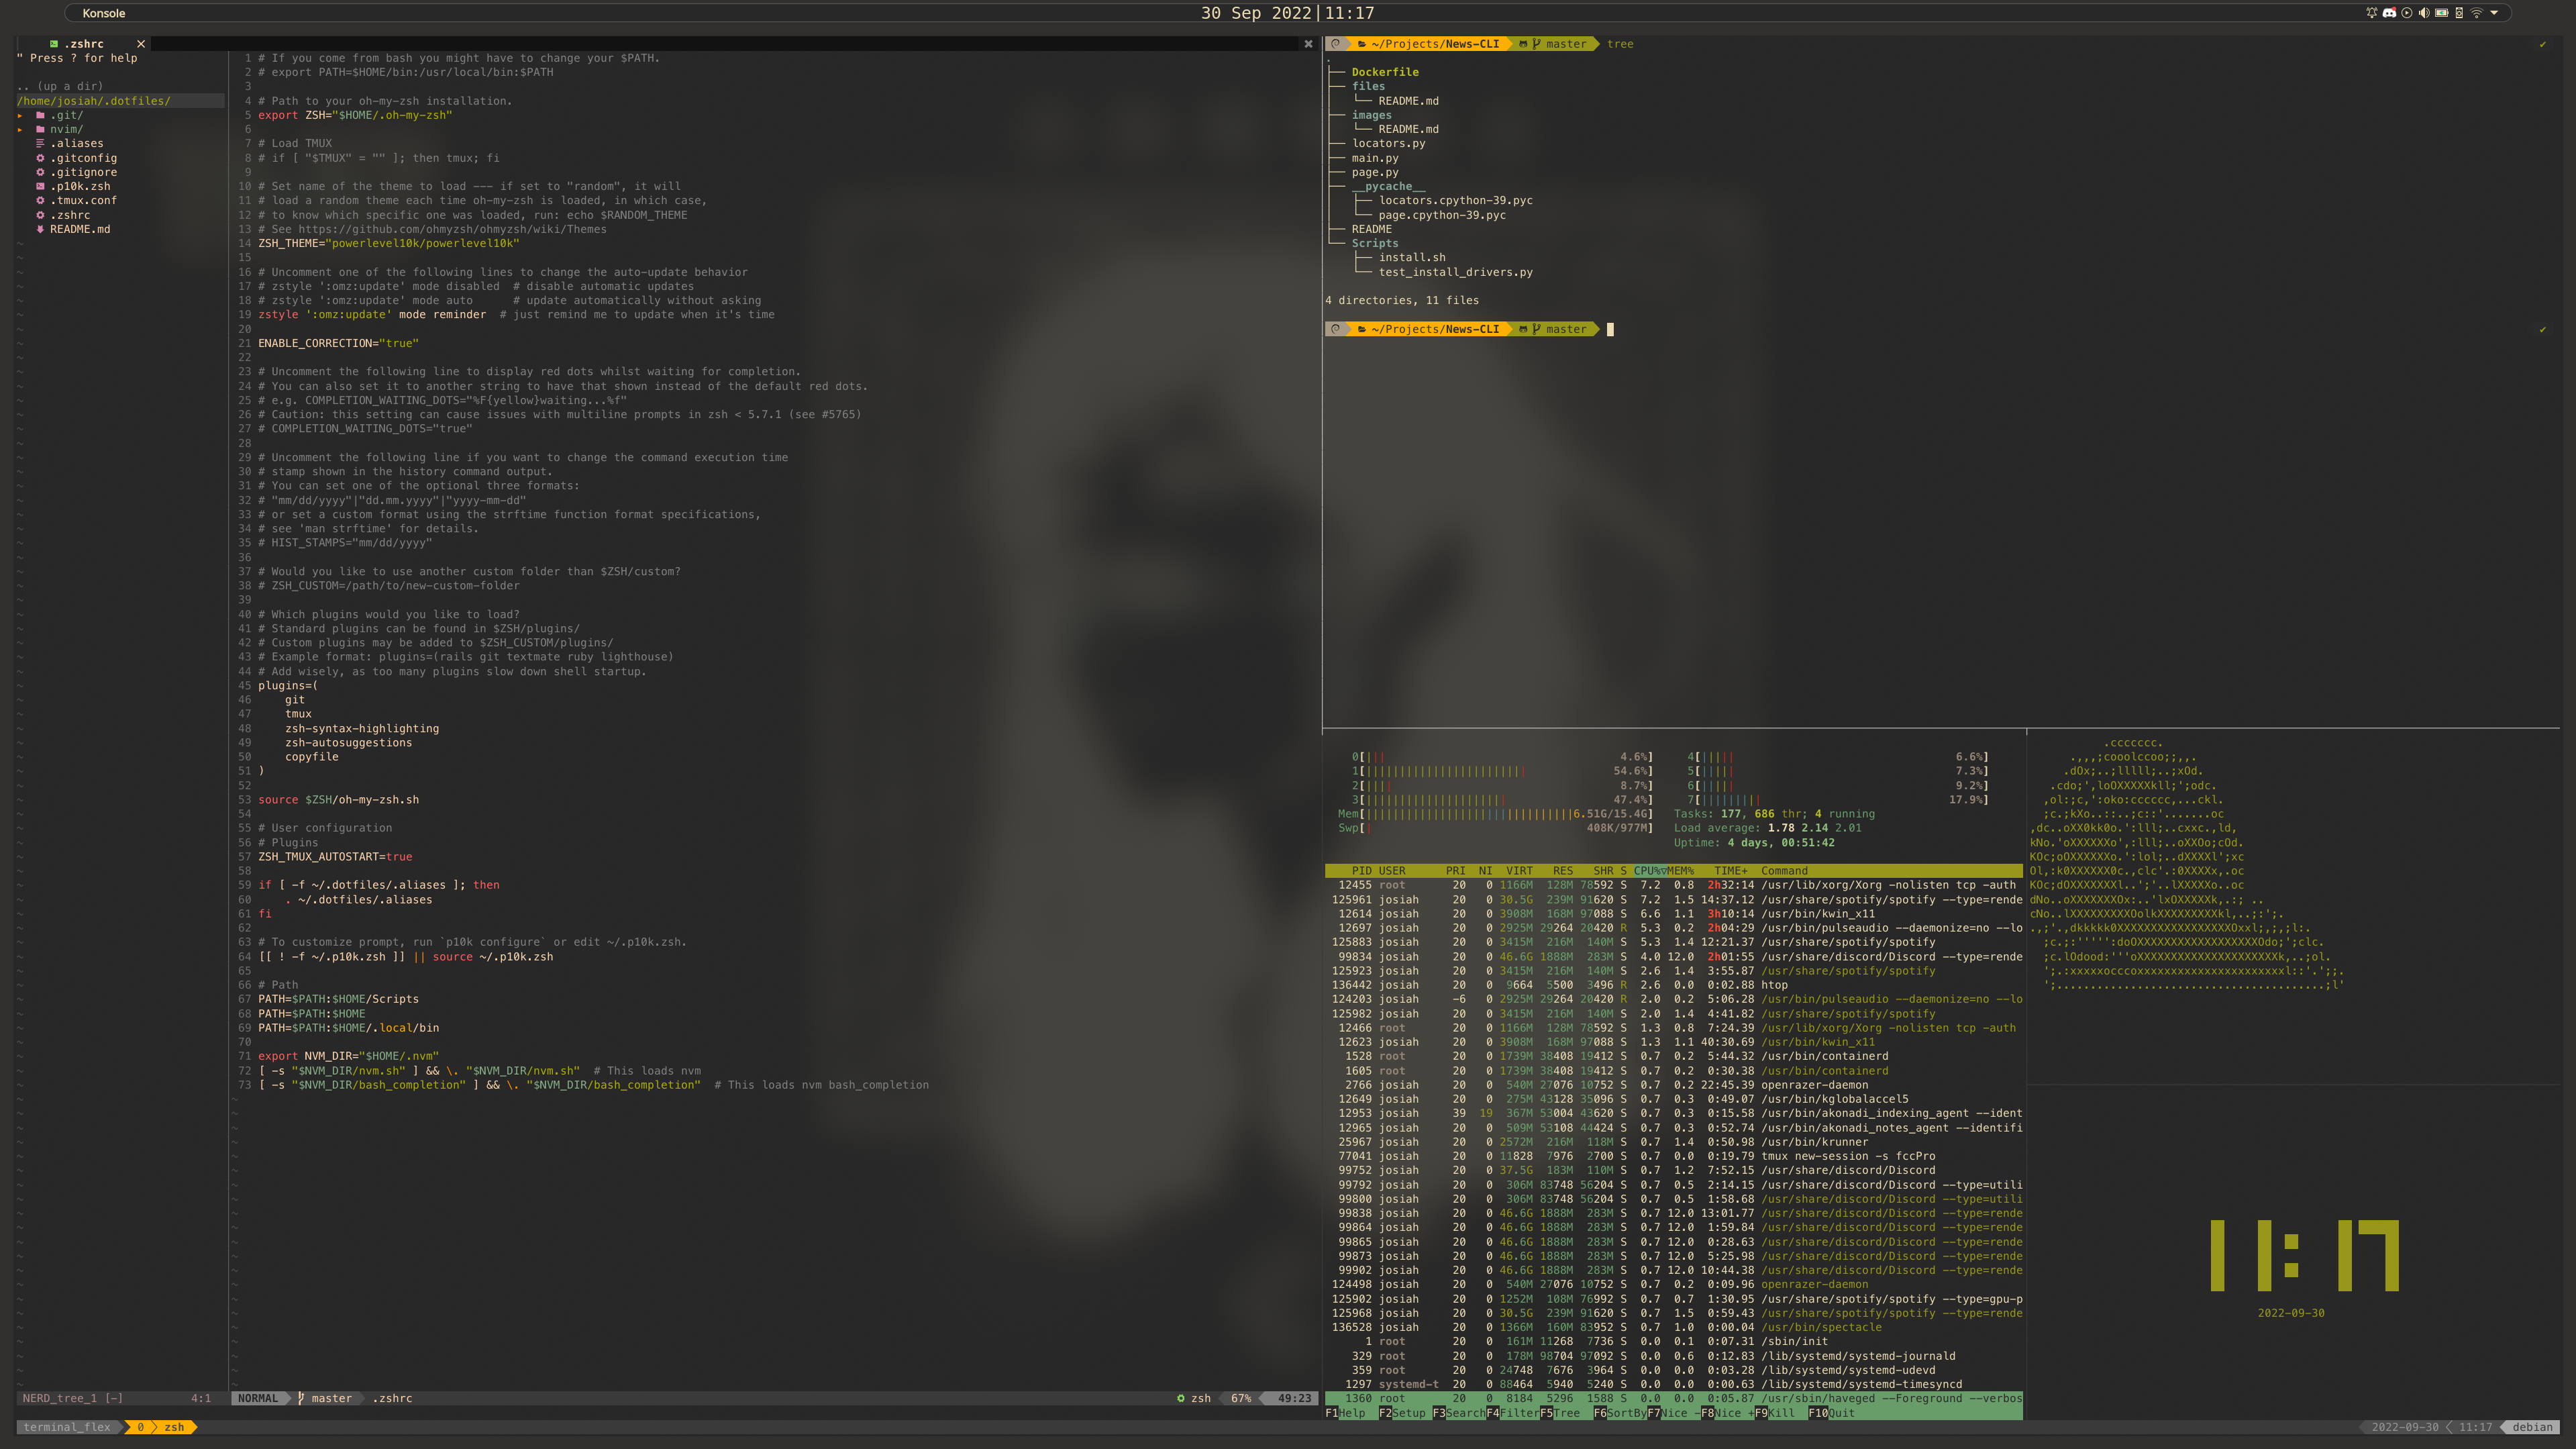 Konsole
30 Sep 2022|11:17
.zshrc
" Press ? for help
.. (up a dir)
/home/josiah/.dotfiles/
.git/
nvim/
.aliases
.gitconfig
.gitignore
.p10k.zsh
.tmux.conf
.zshrc
README.md
NERD_tree_1 [-] 4:1
1 # If you come from bash you might have to change your $PATH.
2 # export PATH=$HOME/bin:/usr/local/bin:$PATH
3
4 # Path to your oh-my-zsh installation.
5 export ZSH="$HOME/.oh-my-zsh"
6
7 # Load TMUX
8 # if [ "$TMUX" = "" ]; then tmux; fi
9
10 # Set name of the theme to load --- if set to "random", it will
11 # load a random theme each time oh-my-zsh is loaded, in which case,
12 # to know which specific one was loaded, run: echo $RANDOM_THEME
13 # See https://github.com/ohmyzsh/ohmyzsh/wiki/Themes
14 ZSH_THEME="powerlevel10k/powerlevel10k"
15
16 # Uncomment one of the following lines to change the auto-update behavior
17 # zstyle ':omz:update' mode disabled  # disable automatic updates
18 # zstyle ':omz:update' mode auto      # update automatically without asking
19 zstyle ':omz:update' mode reminder  # just remind me to update when it's time
20
21 ENABLE_CORRECTION="true"
22
23 # Uncomment the following line to display red dots whilst waiting for completion.
24 # You can also set it to another string to have that shown instead of the default red dots.
25 # e.g. COMPLETION_WAITING_DOTS="%F{yellow}waiting...%f"
26 # Caution: this setting can cause issues with multiline prompts in zsh < 5.7.1 (see #5765)
27 # COMPLETION_WAITING_DOTS="true"
28
29 # Uncomment the following line if you want to change the command execution time
30 # stamp shown in the history command output.
31 # You can set one of the optional three formats:
32 # "mm/dd/yyyy"|"dd.mm.yyyy"|"yyyy-mm-dd"
33 # or set a custom format using the strftime function format specifications,
34 # see 'man strftime' for details.
35 # HIST_STAMPS="mm/dd/yyyy"
36
37 # Would you like to use another custom folder than $ZSH/custom?
38 # ZSH_CUSTOM=/path/to/new-custom-folder
39
40 # Which plugins would you like to load?
41 # Standard plugins can be found in $ZSH/plugins/
42 # Custom plugins may be added to $ZSH_CUSTOM/plugins/
43 # Example format: plugins=(rails git textmate ruby lighthouse)
44 # Add wisely, as too many plugins slow down shell startup.
45 plugins=(
46     git
47     tmux
48     zsh-syntax-highlighting
49     zsh-autosuggestions
50     copyfile
51 )
52
53 source $ZSH/oh-my-zsh.sh
54
55 # User configuration
56 # Plugins
57 ZSH_TMUX_AUTOSTART=true
58
59 if [ -f ~/.dotfiles/.aliases ]; then
60     . ~/.dotfiles/.aliases
61 fi
62
63 # To customize prompt, run `p10k configure` or edit ~/.p10k.zsh.
64 [[ ! -f ~/.p10k.zsh ]] || source ~/.p10k.zsh
65
66 # Path
67 PATH=$PATH:$HOME/Scripts
68 PATH=$PATH:$HOME
69 PATH=$PATH:$HOME/.local/bin
70
71 export NVM_DIR="$HOME/.nvm"
72 [ -s "$NVM_DIR/nvm.sh" ] && \. "$NVM_DIR/nvm.sh"  # This loads nvm
73 [ -s "$NVM_DIR/bash_completion" ] && \. "$NVM_DIR/bash_completion"  # This loads nvm bash_completion
NORMAL master .zshrc zsh 67% 49:23
~/Projects/News-CLI master tree ✔
.
├── Dockerfile
├── files
│   └── README.md
├── images
│   └── README.md
├── locators.py
├── main.py
├── page.py
├── __pycache__
│   ├── locators.cpython-39.pyc
│   └── page.cpython-39.pyc
├── README
└── Scripts
    ├── install.sh
    └── test_install_drivers.py
4 directories, 11 files
~/Projects/News-CLI master ✔
0[||| 4.6%] 4[||||| 6.6%]
1[|||||||||||||||||||||||| 54.6%] 5[||||| 7.3%]
2[|||| 8.7%] 6[||||| 9.2%]
3[||||||||||||||||||||| 47.4%] 7[||||||||| 17.9%]
Mem[|||||||||||||||||||||||||||||||6.51G/15.4G] Tasks: 177, 686 thr; 4 running
Swp[| 408K/977M] Load average: 1.78 2.14 2.01
Uptime: 4 days, 00:51:42
PID USER PRI NI VIRT RES SHR S CPU%▽MEM% TIME+ Command
12455 root 20 0 1166M 128M 78592 S 7.2 0.8 2h32:14 /usr/lib/xorg/Xorg -nolisten tcp -auth
125961 josiah 20 0 30.5G 239M 91620 S 7.2 1.5 14:37.12 /usr/share/spotify/spotify --type=rende
12614 josiah 20 0 3908M 168M 97088 S 6.6 1.1 3h10:14 /usr/bin/kwin_x11
12697 josiah 20 0 2925M 29264 20420 R 5.3 0.2 2h04:29 /usr/bin/pulseaudio --daemonize=no --lo
125883 josiah 20 0 3415M 216M 140M S 5.3 1.4 12:21.37 /usr/share/spotify/spotify
99834 josiah 20 0 46.6G 1888M 283M S 4.0 12.0 2h01:55 /usr/share/discord/Discord --type=rende
125923 josiah 20 0 3415M 216M 140M S 2.6 1.4 3:55.87 /usr/share/spotify/spotify
136442 josiah 20 0 9664 5500 3496 R 2.6 0.0 0:02.88 htop
124203 josiah -6 0 2925M 29264 20420 R 2.0 0.2 5:06.28 /usr/bin/pulseaudio --daemonize=no --lo
125982 josiah 20 0 3415M 216M 140M S 2.0 1.4 4:41.82 /usr/share/spotify/spotify
12466 root 20 0 1166M 128M 78592 S 1.3 0.8 7:24.39 /usr/lib/xorg/Xorg -nolisten tcp -auth
12623 josiah 20 0 3908M 168M 97088 S 1.3 1.1 40:30.69 /usr/bin/kwin_x11
1528 root 20 0 1739M 38408 19412 S 0.7 0.2 5:44.32 /usr/bin/containerd
1605 root 20 0 1739M 38408 19412 S 0.7 0.2 0:30.38 /usr/bin/containerd
2766 josiah 20 0 540M 27076 10752 S 0.7 0.2 22:45.39 openrazer-daemon
12649 josiah 20 0 275M 43128 35096 S 0.7 0.3 0:49.07 /usr/bin/kglobalaccel5
12953 josiah 39 19 367M 53004 43620 S 0.7 0.3 0:15.58 /usr/bin/akonadi_indexing_agent --ident
12965 josiah 20 0 509M 53108 44424 S 0.7 0.3 0:52.74 /usr/bin/akonadi_notes_agent --identifi
25967 josiah 20 0 2572M 216M 118M S 0.7 1.4 0:50.98 /usr/bin/krunner
77041 josiah 20 0 11828 7976 2700 S 0.7 0.0 0:19.79 tmux new-session -s fccPro
99752 josiah 20 0 37.5G 183M 110M S 0.7 1.2 7:52.15 /usr/share/discord/Discord
99792 josiah 20 0 306M 83748 56204 S 0.7 0.5 2:14.15 /usr/share/discord/Discord --type=utili
99800 josiah 20 0 306M 83748 56204 S 0.7 0.5 1:58.68 /usr/share/discord/Discord --type=utili
99838 josiah 20 0 46.6G 1888M 283M S 0.7 12.0 13:01.77 /usr/share/discord/Discord --type=rende
99864 josiah 20 0 46.6G 1888M 283M S 0.7 12.0 1:59.84 /usr/share/discord/Discord --type=rende
99865 josiah 20 0 46.6G 1888M 283M S 0.7 12.0 0:28.63 /usr/share/discord/Discord --type=rende
99873 josiah 20 0 46.6G 1888M 283M S 0.7 12.0 5:25.98 /usr/share/discord/Discord --type=rende
99902 josiah 20 0 46.6G 1888M 283M S 0.7 12.0 10:44.38 /usr/share/discord/Discord --type=rende
124498 josiah 20 0 540M 27076 10752 S 0.7 0.2 0:09.96 openrazer-daemon
125902 josiah 20 0 1252M 108M 76992 S 0.7 0.7 1:30.95 /usr/share/spotify/spotify --type=gpu-p
125968 josiah 20 0 30.5G 239M 91620 S 0.7 1.5 0:59.43 /usr/share/spotify/spotify --type=rende
136528 josiah 20 0 1366M 160M 83952 S 0.7 1.0 0:00.04 /usr/bin/spectacle
1 root 20 0 161M 11268 7736 S 0.0 0.1 0:07.31 /sbin/init
329 root 20 0 178M 98704 97092 S 0.0 0.6 0:12.83 /lib/systemd/systemd-journald
359 root 20 0 24748 7676 3964 S 0.0 0.0 0:03.28 /lib/systemd/systemd-udevd
1297 systemd-t 20 0 88464 5940 5240 S 0.0 0.0 0:00.63 /lib/systemd/systemd-timesyncd
1360 root 20 0 8184 5296 1588 S 0.0 0.0 0:05.87 /usr/sbin/haveged --Foreground --verbos
F1Help F2Setup F3SearchF4FilterF5Tree F6SortByF7Nice -F8Nice +F9Kill F10Quit
11:17
2022-09-30
terminal_flex 0 zsh
2022-09-30 11:17 debian